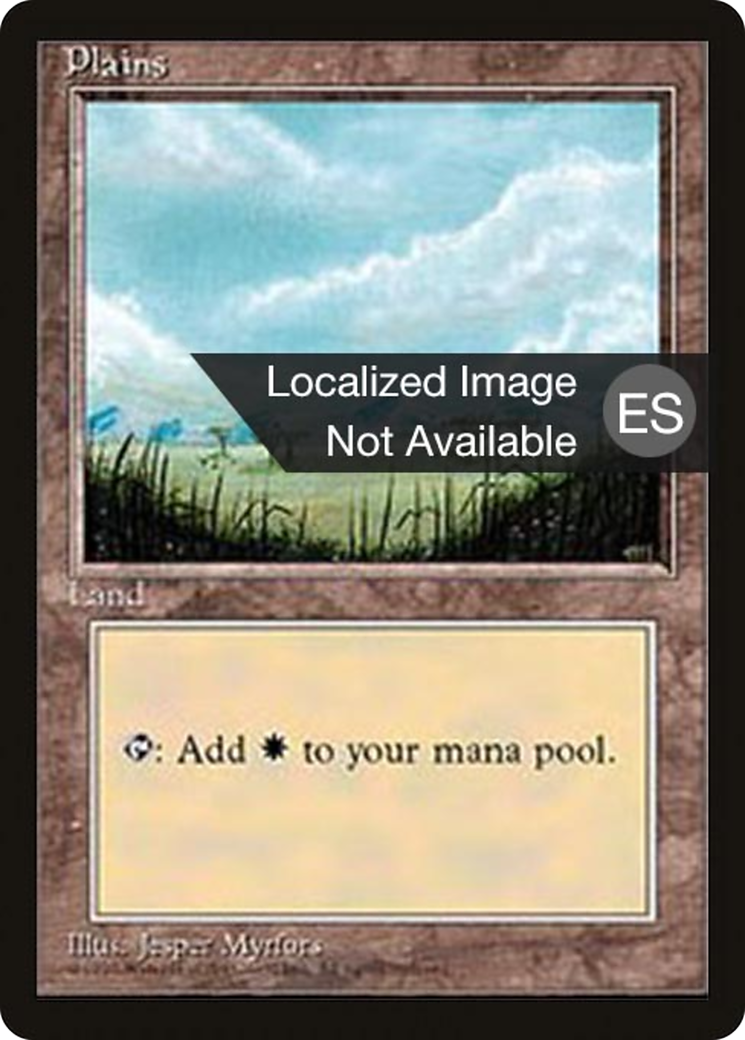 Plains
Localized Image
Not Available
ES
Land
: Add to your mana pool.
Illus. Jesper Myrfors